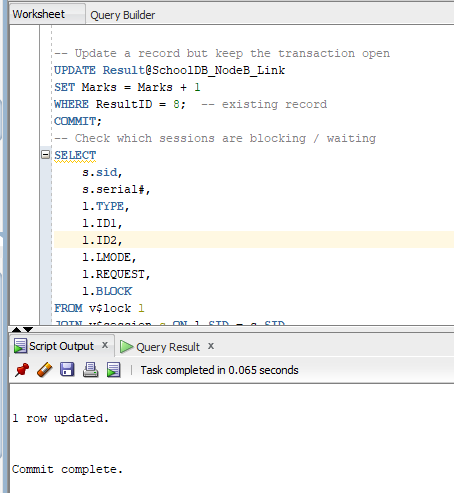 Worksheet Query Builder
-- Update a record but keep the transaction open
UPDATE Result@SchoolDB_NodeB_Link
SET Marks = Marks + 1
WHERE ResultID = 8;  -- existing record
COMMIT;
-- Check which sessions are blocking / waiting
SELECT
    s.sid,
    s.serial#,
    l.TYPE,
    l.ID1,
    l.ID2,
    l.LMODE,
    l.REQUEST,
    l.BLOCK
FROM v$lock l
JOIN v$session s ON l.SID = s.SID
Script Output x Query Result x
Task completed in 0.065 seconds
1 row updated.
Commit complete.